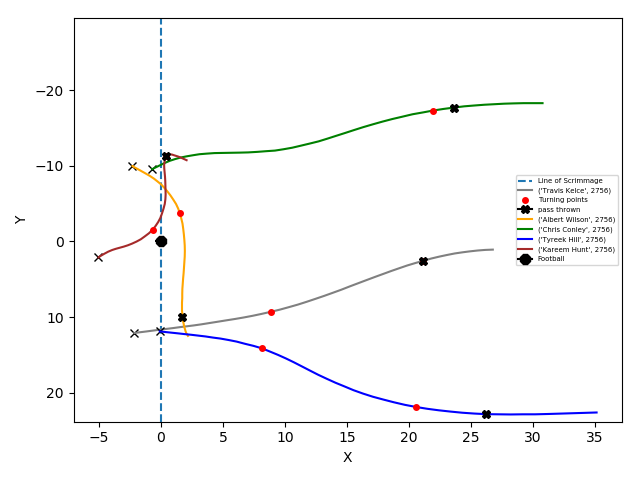 −20
−10
0
10
20
Y
−5
0
5
10
15
20
25
30
35
X
Line of Scrimmage
('Travis Kelce', 2756)
Turning points
pass thrown
('Albert Wilson', 2756)
('Chris Conley', 2756)
('Tyreek Hill', 2756)
('Kareem Hunt', 2756)
Football